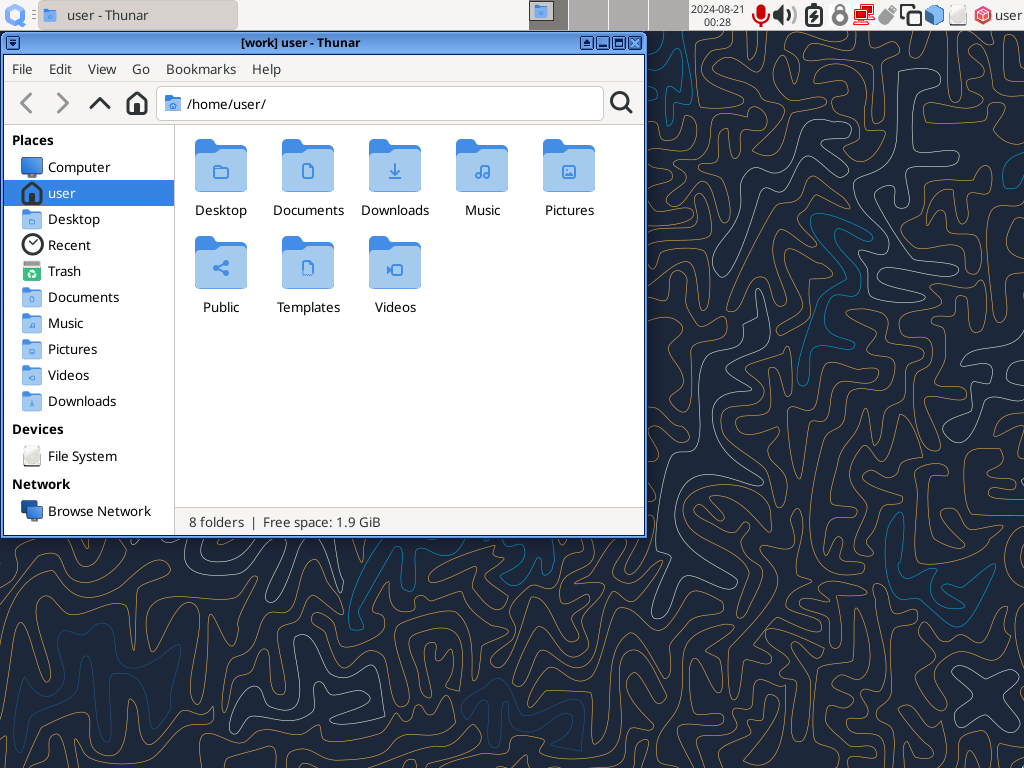 user - Thunar
2024-08-21
00:28
user
[work] user - Thunar
File Edit View Go Bookmarks Help
/home/user/
Places
Computer
user
Desktop
Recent
Trash
Documents
Music
Pictures
Videos
Downloads
Devices
File System
Network
Browse Network
Desktop Documents Downloads Music Pictures
Public Templates Videos
8 folders | Free space: 1.9 GiB